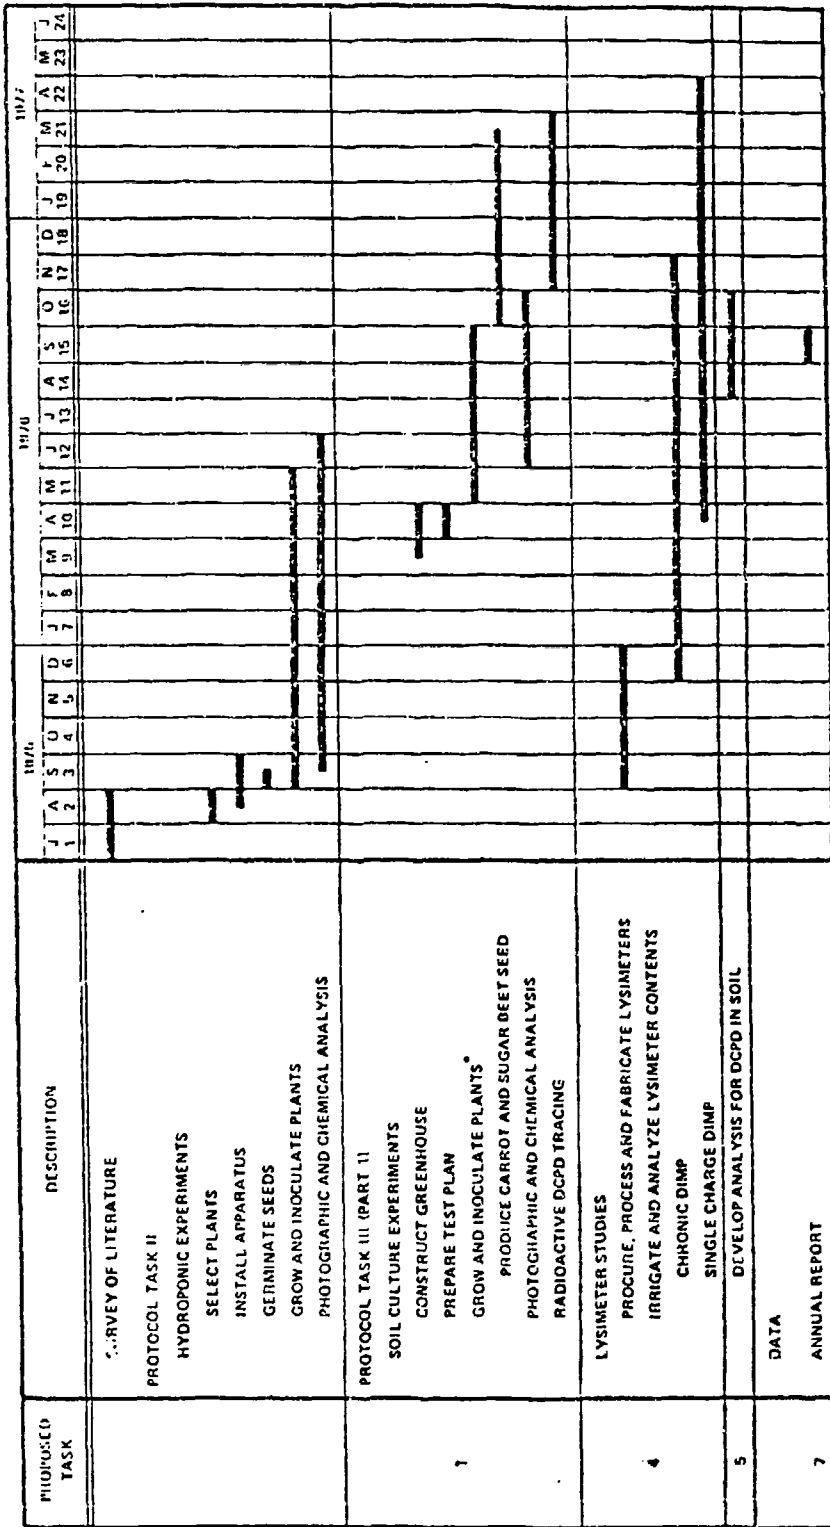 PROPOSED TASK
DESCRIPTION
J A S O N D J F M A M J J A S O N D J F M A M J
1 2 3 4 5 6 7 8 9 10 11 12 13 14 15 16 17 18 19 20 21 22 23 24
OF LITERATURE
PROTOCOL TASK II
HYDROPONIC EXPERIMENTS
SELECT PLANTS
INSTALL APPARATUS
GERMINATE SEEDS
GROW AND INOCULATE PLANTS
PHOTOGRAPHIC AND CHEMICAL ANALYSIS
1
PROTOCOL TASK III (PART 1)
SOIL CULTURE EXPERIMENTS
CONSTRUCT GREENHOUSE
PREPARE TEST PLAN
GROW AND INOCULATE PLANTS*
PRODUCE CARROT AND SUGAR BEET SEED
PHOTOGRAPHIC AND CHEMICAL ANALYSIS
RADIOACTIVE DCPD TRACING
4
LYSIMETER STUDIES
PROCURE, PROCESS AND FABRICATE LYSIMETERS
IRRIGATE AND ANALYZE LYSIMETER CONTENTS
CHRONIC DIMP
SINGLE CHARGE DIMP
5
DEVELOP ANALYSIS FOR DCPD IN SOIL
DATA
7
ANNUAL REPORT